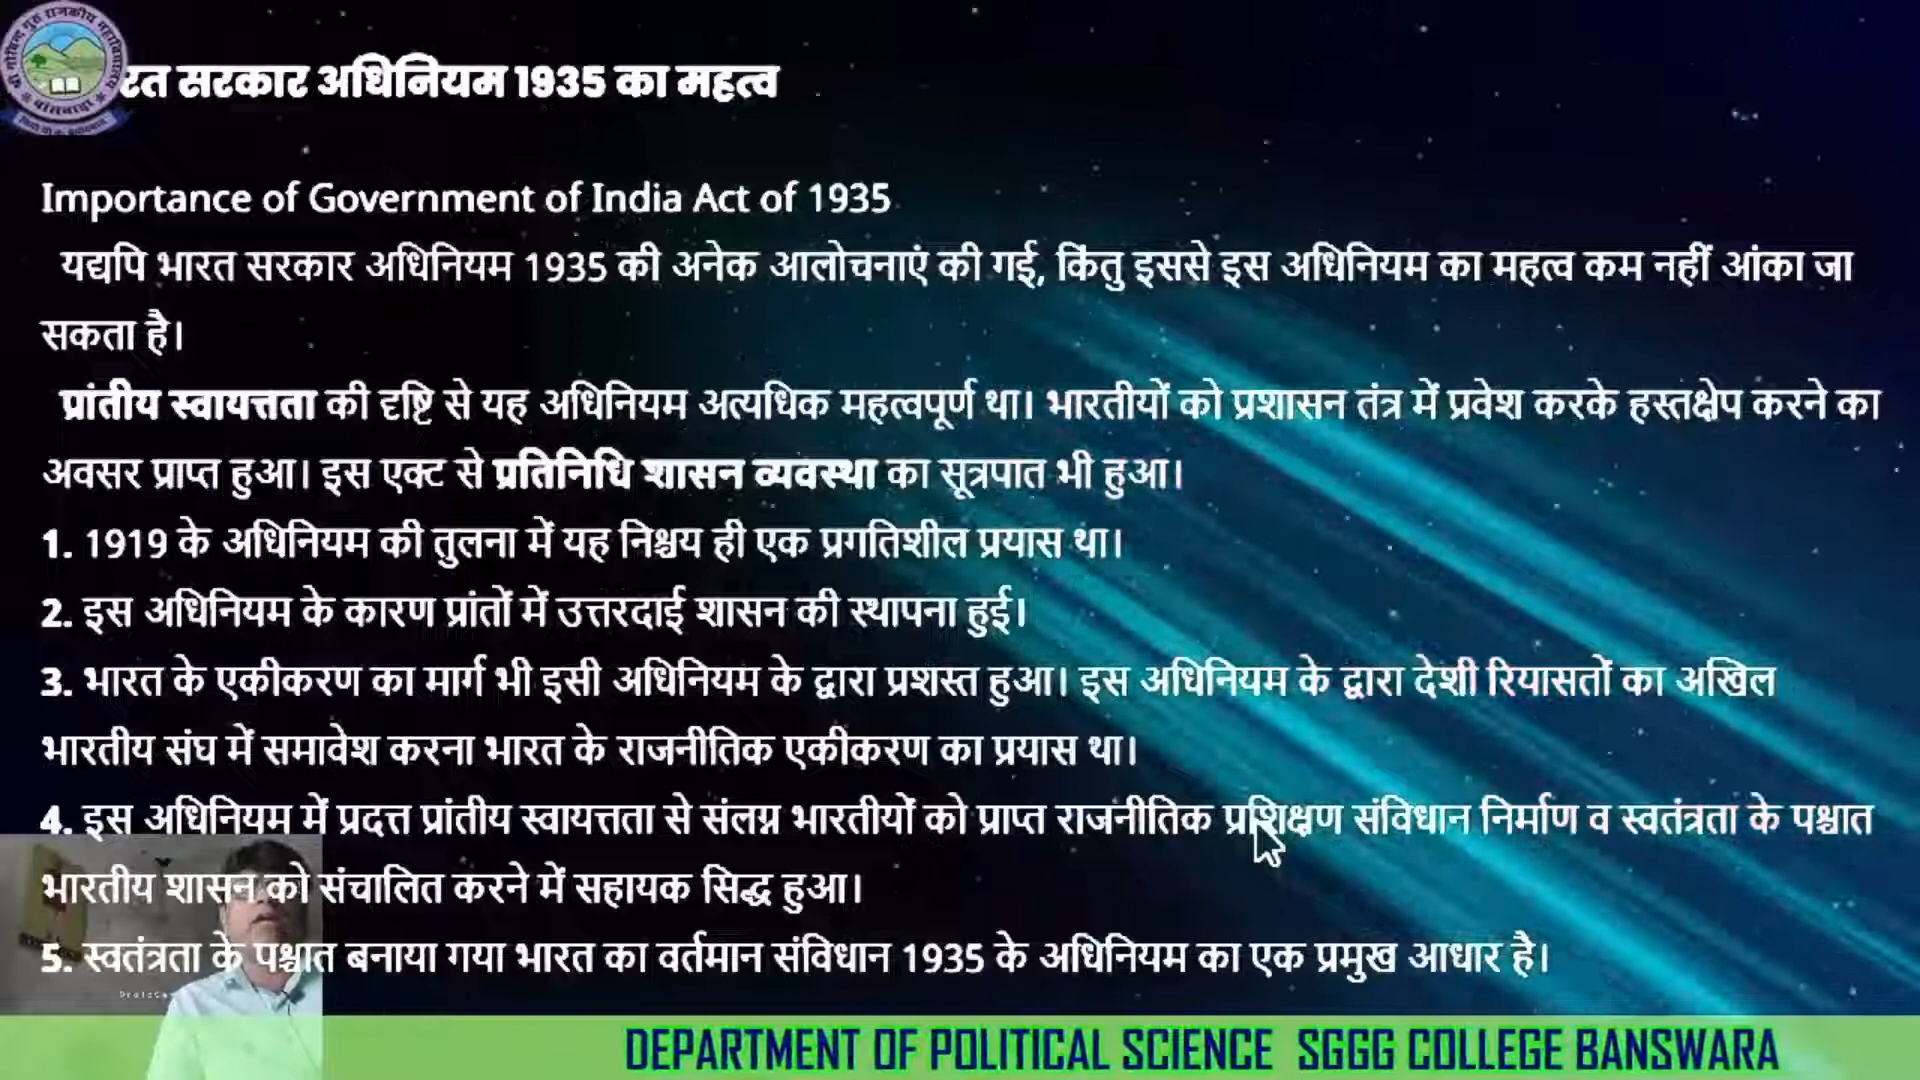 रत सरकार अधिनियम 1935 का महत्व
Importance of Government of India Act of 1935
यद्यपि भारत सरकार अधिनियम 1935 की अनेक आलोचनाएं की गई, किंतु इससे इस अधिनियम का महत्व कम नहीं आंका जा
सकता है।
प्रांतीय स्वायत्तता की दृष्टि से यह अधिनियम अत्यधिक महत्वपूर्ण था। भारतीयों को प्रशासन तंत्र में प्रवेश करके हस्तक्षेप करने का
अवसर प्राप्त हुआ। इस एक्ट से प्रतिनिधि शासन व्यवस्था का सूत्रपात भी हुआ।
1. 1919 के अधिनियम की तुलना में यह निश्चय ही एक प्रगतिशील प्रयास था।
2. इस अधिनियम के कारण प्रांतों में उत्तरदाई शासन की स्थापना हुई।
3. भारत के एकीकरण का मार्ग भी इसी अधिनियम के द्वारा प्रशस्त हुआ। इस अधिनियम के द्वारा देशी रियासतों का अखिल
भारतीय संघ में समावेश करना भारत के राजनीतिक एकीकरण का प्रयास था।
4. इस अधिनियम में प्रदत्त प्रांतीय स्वायत्तता से संलग्न भारतीयों को प्राप्त राजनीतिक प्रशिक्षण संविधान निर्माण व स्वतंत्रता के पश्चात
भारतीय शासन को संचालित करने में सहायक सिद्ध हुआ।
5. स्वतंत्रता के पश्चात बनाया गया भारत का वर्तमान संविधान 1935 के अधिनियम का एक प्रमुख आधार है।
DEPARTMENT OF POLITICAL SCIENCE SGGG COLLEGE BANSWARA